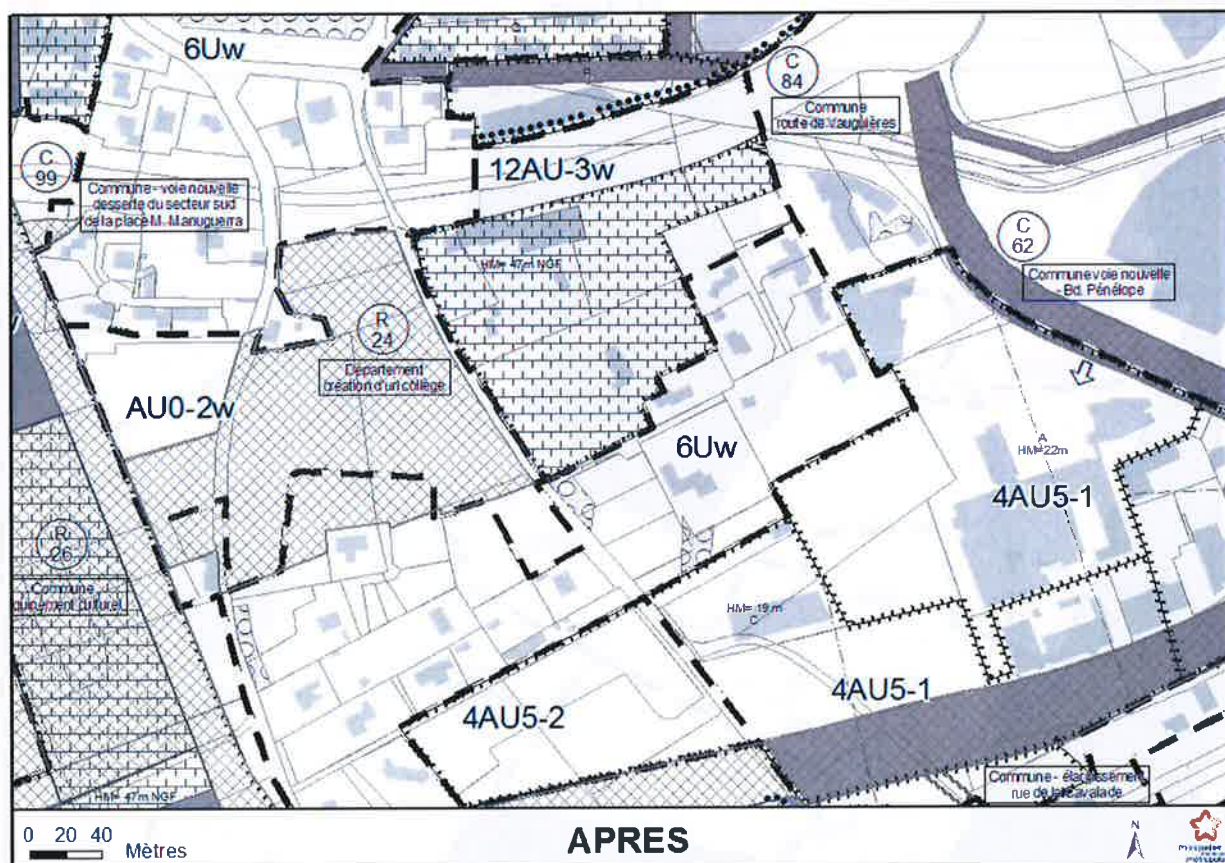 6Uw
C
84
Commune
route de Vauguières
C
99
Commune - voie nouvelle
desserte du secteur sud
de la place M. Manuguerra
12AU-3w
C
62
Commune voie nouvelle
- Bd. Pénélope
HM= 47m NGF
R
24
Département
création d'un collège
AU0-2w
6Uw
A
HM=22m
4AU5-1
R
26
Commune
équipement culturel
HM= 19 m
C
4AU5-1
4AU5-2
Commune - élargissement
rue de la Cavalade
HM= 47m NGF
0 20 40
Mètres
APRES
N